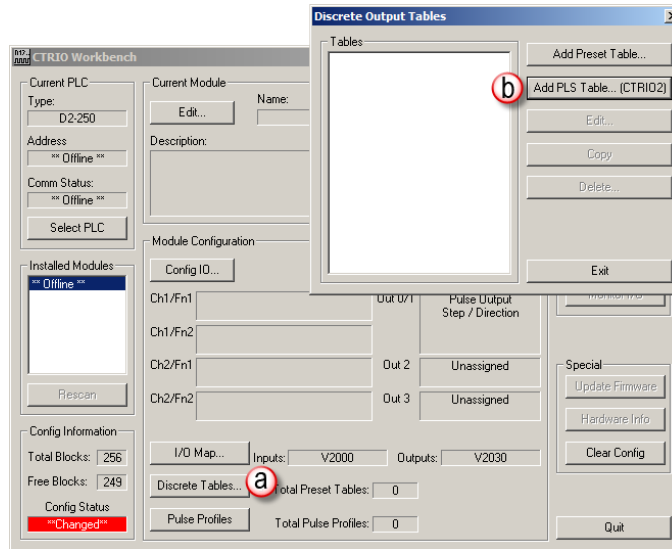 CTRIO Workbench
Current PLC
Type:
D2-250
Address
** Offline **
Comm Status:
** Offline **
Select PLC
Installed Modules
** Offline **
Rescan
Config Information
Total Blocks: 256
Free Blocks: 249
Config Status
**Changed**
Current Module
Edit...
Name:
Description:
Module Configuration
Config IO...
Ch1/Fn1
Ch1/Fn2
Ch2/Fn1
Ch2/Fn2
Out 0/1
Pulse Output
Step / Direction
Out 2
Unassigned
Out 3
Unassigned
I/O Map...
Inputs: V2000
Outputs: V2030
Discrete Tables...
a
Total Preset Tables: 0
Pulse Profiles
Total Pulse Profiles: 0
Monitor I/O
Special
Update Firmware
Hardware Info
Clear Config
Quit
Discrete Output Tables
Tables
Add Preset Table...
b
Add PLS Table... (CTRIO2)
Edit...
Copy
Delete...
Exit